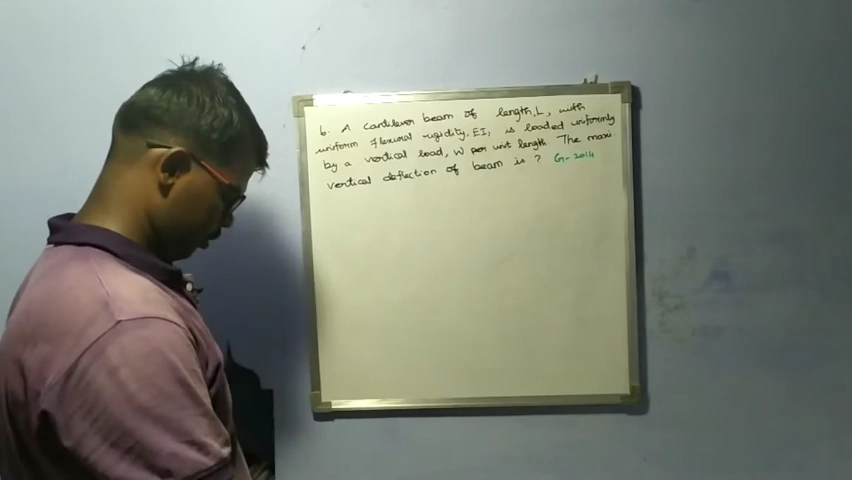 6. A Cantilever beam of length, L, with
uniform flexural rigidity, EI, is loaded uniformly
by a vertical load, W per unit length. The maxi
vertical deflection of beam is ? G-2014